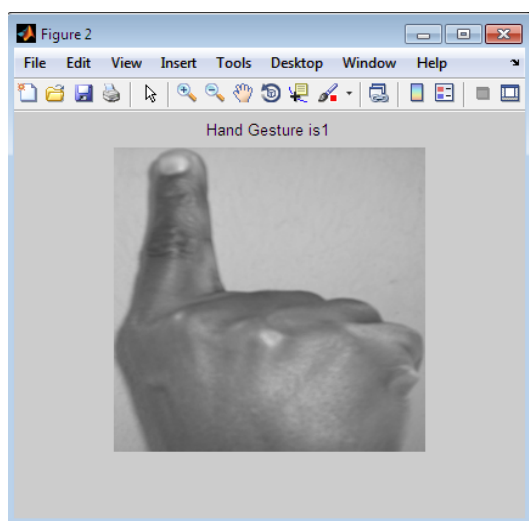 Figure 2
File Edit View Insert Tools Desktop Window Help
Hand Gesture is1